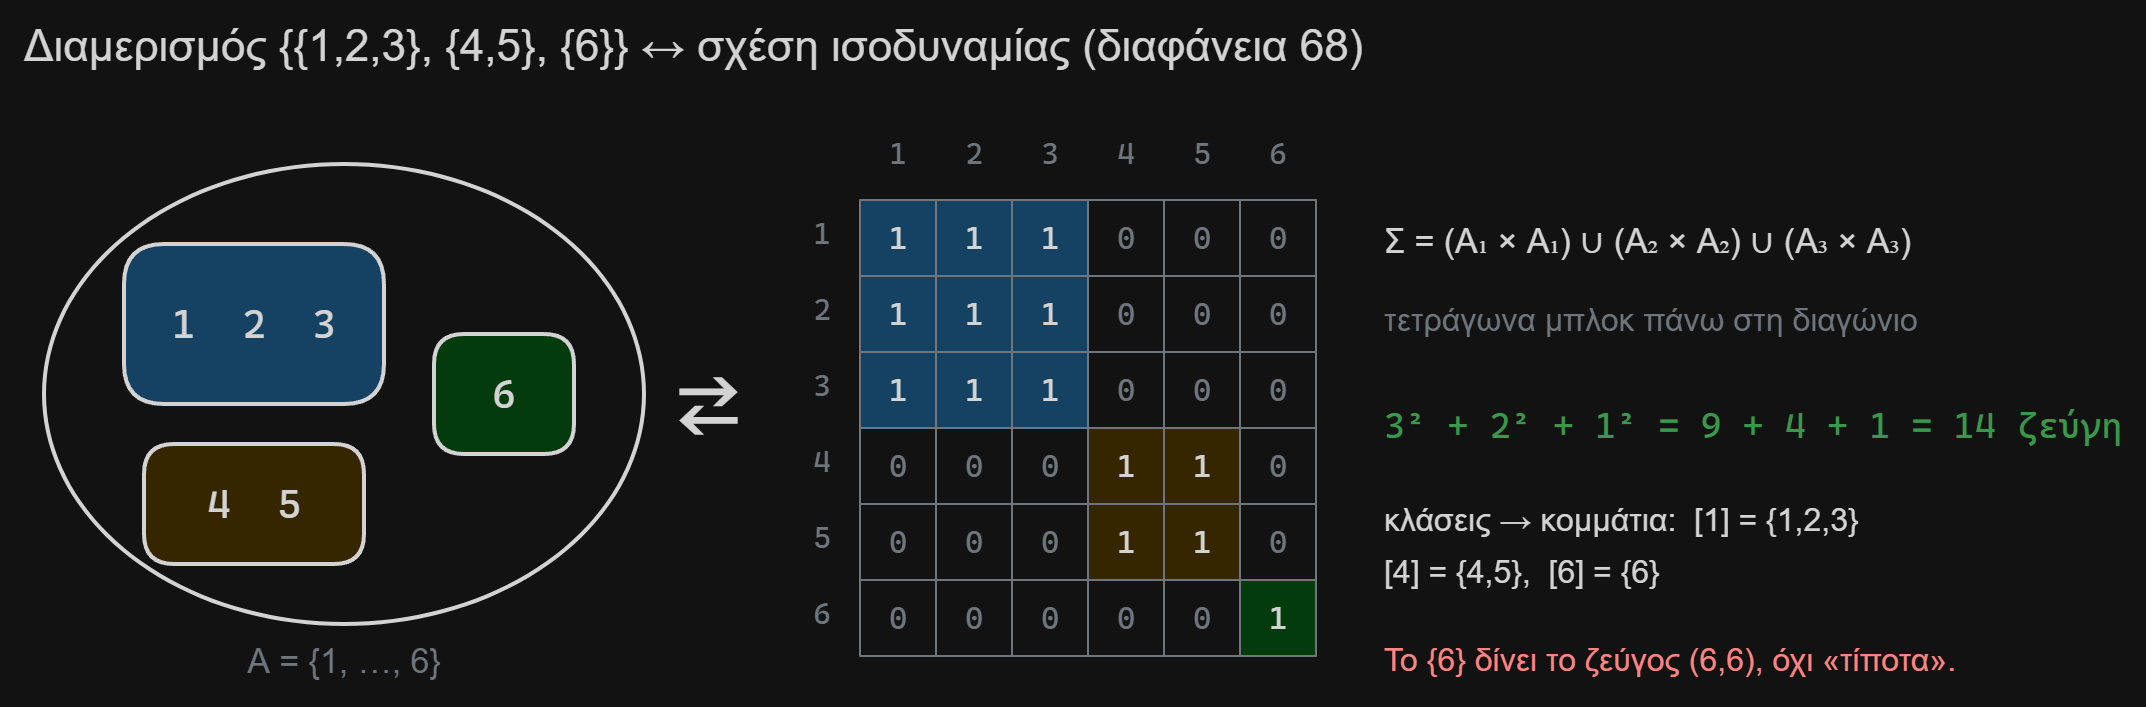 Διαμερισμός {{1,2,3}, {4,5}, {6}} ↔ σχέση ισοδυναμίας (διαφάνεια 68)
1 2 3
6
4 5
A = {1, …, 6}
⇄
1 2 3 4 5 6
1 1 1 1 0 0 0
2 1 1 1 0 0 0
3 1 1 1 0 0 0
4 0 0 0 1 1 0
5 0 0 0 1 1 0
6 0 0 0 0 0 1
Σ = (A₁ × A₁) ∪ (A₂ × A₂) ∪ (A₃ × A₃)
τετράγωνα μπλοκ πάνω στη διαγώνιο
3² + 2² + 1² = 9 + 4 + 1 = 14 ζεύγη
κλάσεις → κομμάτια: [1] = {1,2,3}
[4] = {4,5}, [6] = {6}
Το {6} δίνει το ζεύγος (6,6), όχι «τίποτα».